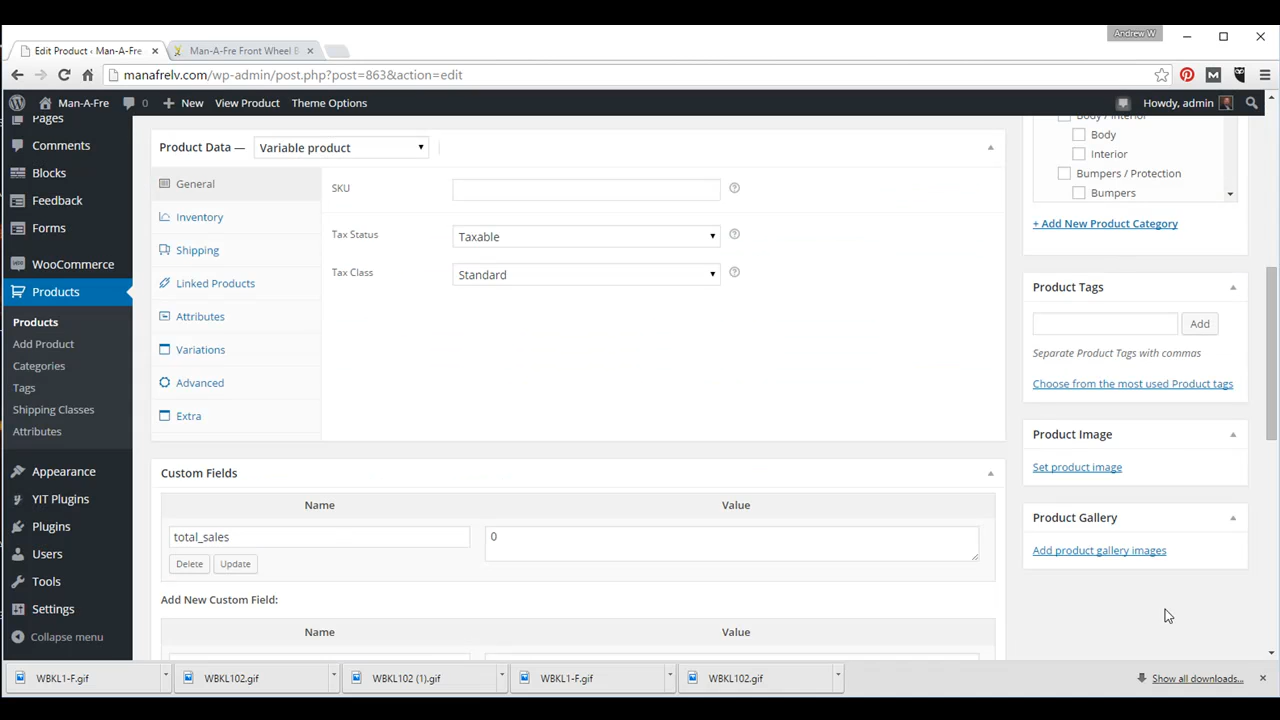 Andrew W
Edit Product ‹ Man-A-Fre
Man-A-Fre Front Wheel B
manafrelv.com/wp-admin/post.php?post=863&action=edit
Man-A-Fre 0 New View Product Theme Options Howdy, admin
Pages
Comments
Blocks
Feedback
Forms
WooCommerce
Products
Products
Add Product
Categories
Tags
Shipping Classes
Attributes
Appearance
YIT Plugins
Plugins
Users
Tools
Settings
Collapse menu
Product Data — Variable product
General
Inventory
Shipping
Linked Products
Attributes
Variations
Advanced
Extra
SKU
Tax Status Taxable
Tax Class Standard
Custom Fields
Name Value
total_sales 0
Delete Update
Add New Custom Field:
Name Value
Body / Interior
Body
Interior
Bumpers / Protection
Bumpers
+ Add New Product Category
Product Tags
Add
Separate Product Tags with commas
Choose from the most used Product tags
Product Image
Set product image
Product Gallery
Add product gallery images
WBKL1-F.gif WBKL102.gif WBKL102 (1).gif WBKL1-F.gif WBKL102.gif Show all downloads...